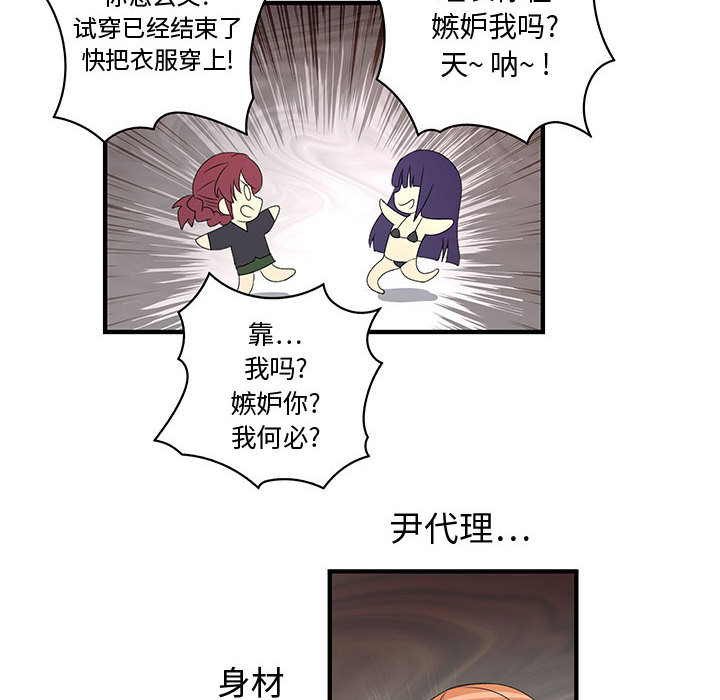 试穿已经结束了
快把衣服穿上!
嫉妒我吗?
天~ 呐~ !
靠...
我吗?
嫉妒你?
我何必?
尹代理...
身材